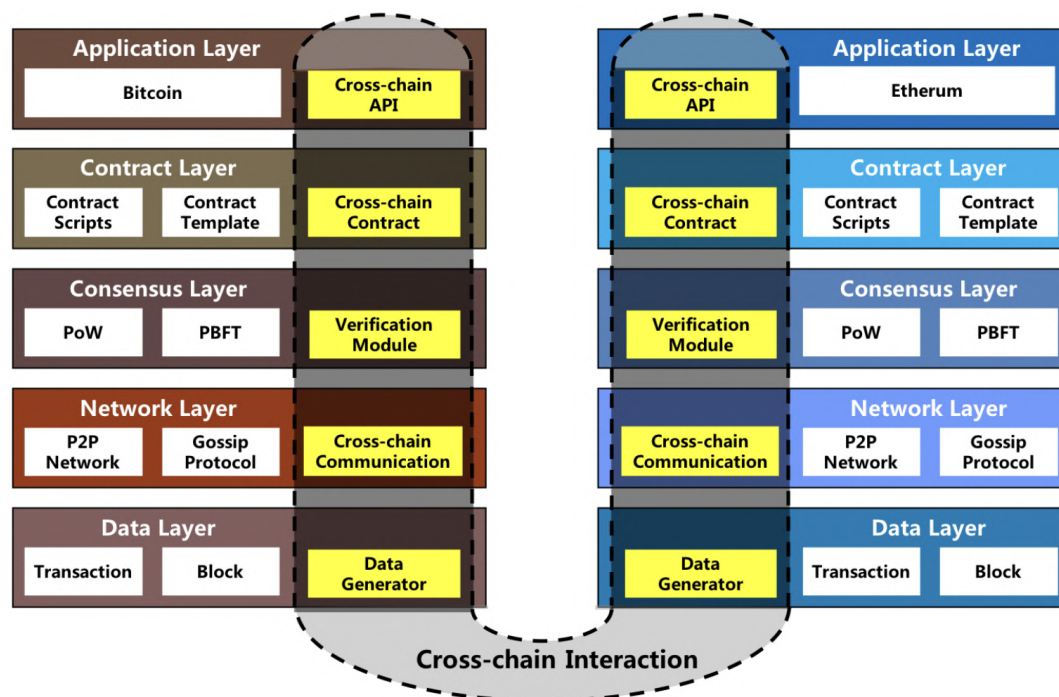 Application Layer
Bitcoin
Cross-chain
API
Contract Layer
Contract
Scripts
Contract
Template
Cross-chain
Contract
Consensus Layer
PoW
PBFT
Verification
Module
Network Layer
P2P
Network
Gossip
Protocol
Cross-chain
Communication
Data Layer
Transaction
Block
Data
Generator
Application Layer
Cross-chain
API
Etherum
Contract Layer
Cross-chain
Contract
Contract
Scripts
Contract
Template
Consensus Layer
Verification
Module
PoW
PBFT
Network Layer
Cross-chain
Communication
P2P
Network
Gossip
Protocol
Data Layer
Data
Generator
Transaction
Block
Cross-chain Interaction